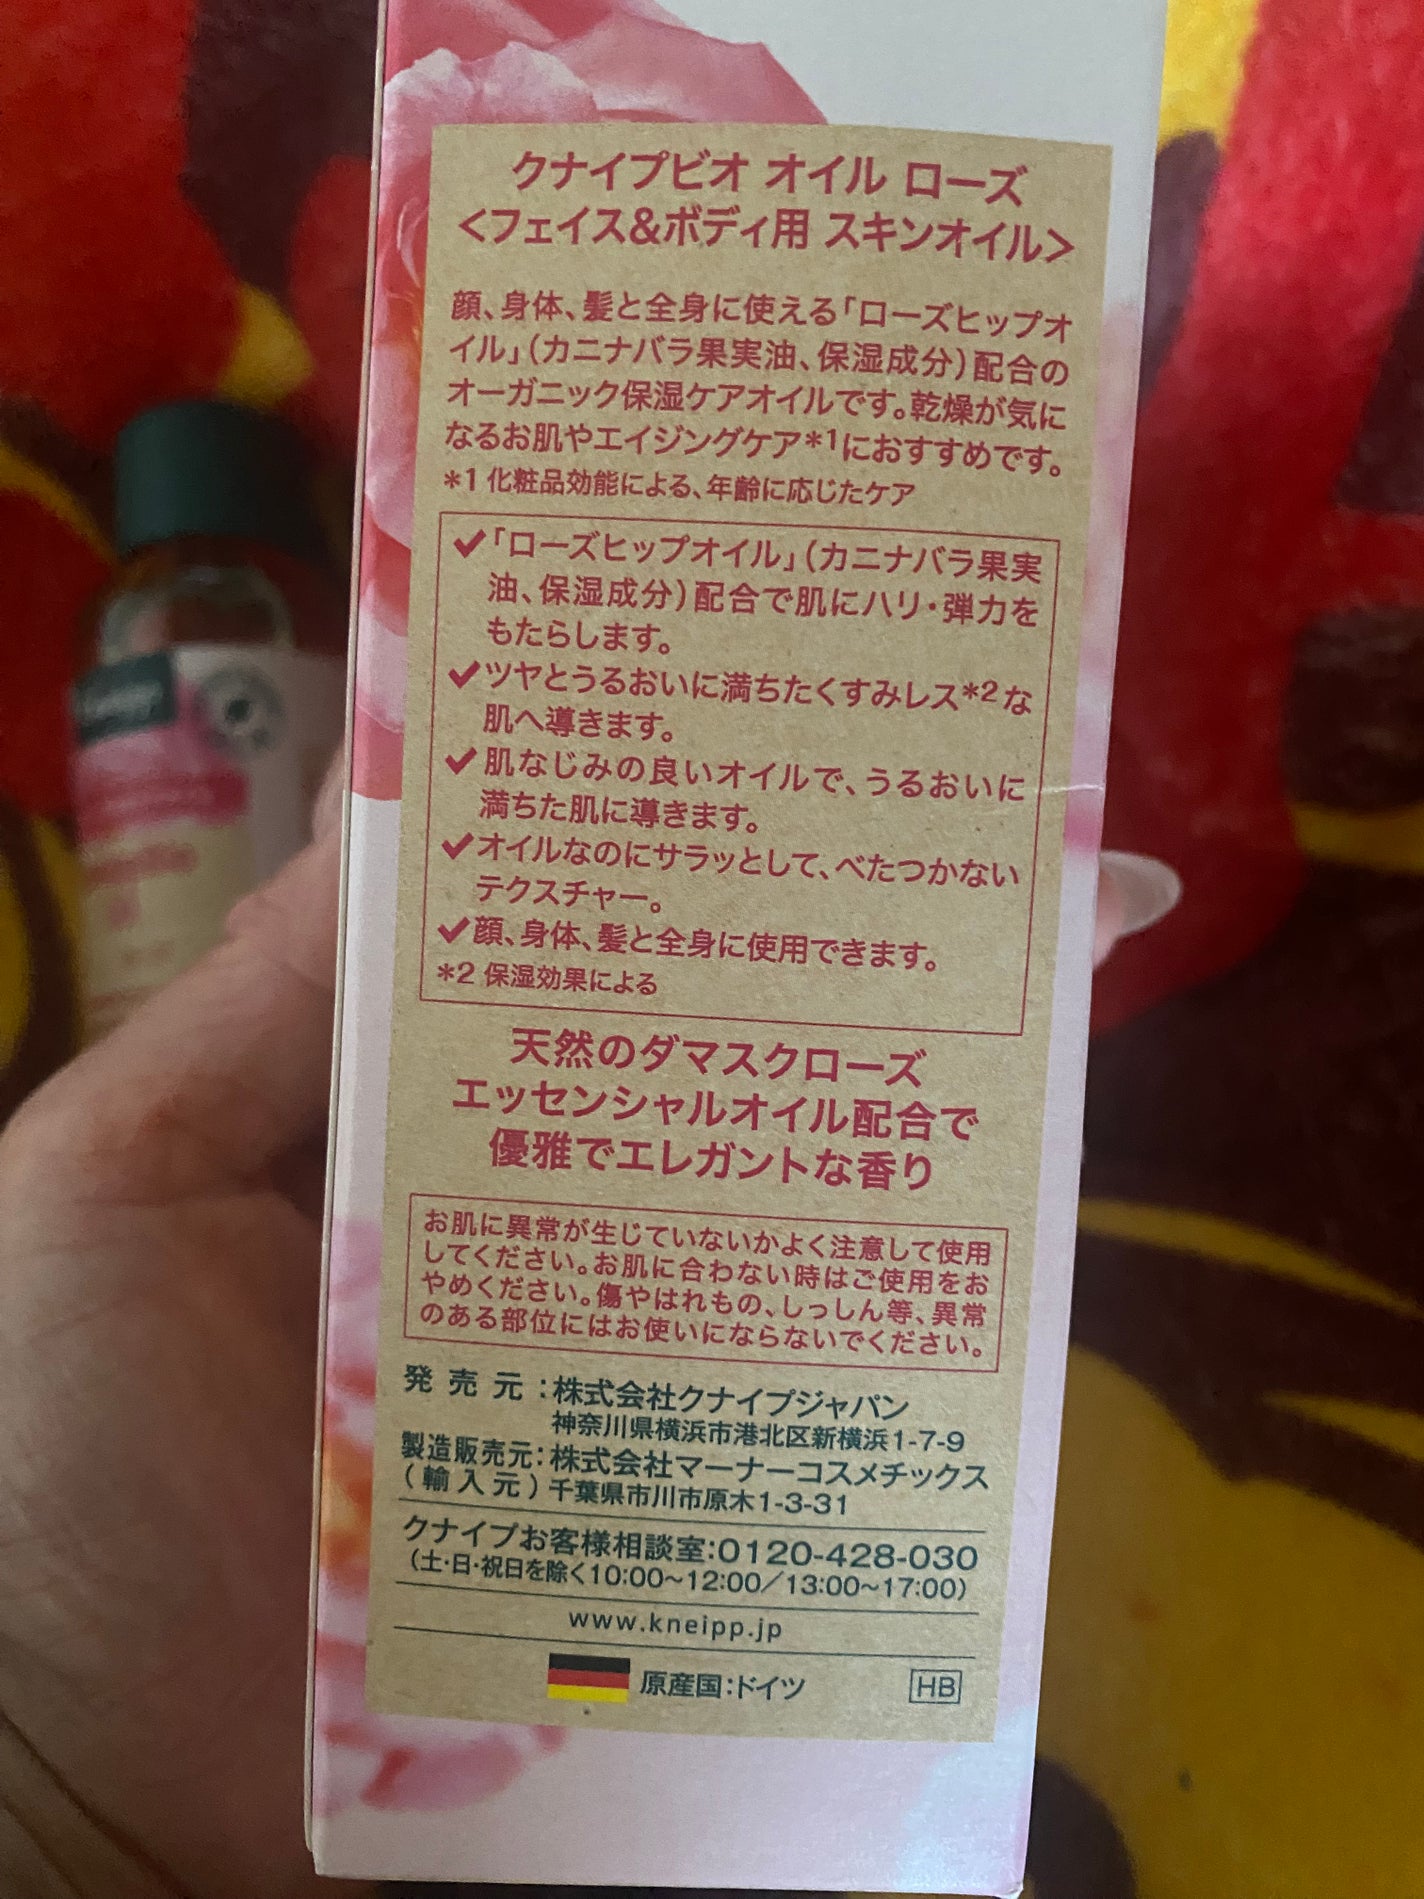 クナイプビオ オイル ローズ
<フェイス&ボディ用 スキンオイル>
顔、身体、髪と全身に使える「ローズヒップオ
イル」(カニナバラ果実油、保湿成分)配合の
オーガニック保湿ケアオイルです。乾燥が気に
なるお肌やエイジングケア*1におすすめです。
*1 化粧品効能による、年齢に応じたケア
✓「ローズヒップオイル」(カニナバラ果実
油、保湿成分)配合で肌にハリ・弾力を
もたらします。
✓ツヤとうるおいに満ちたくすみレス*2な
肌へ導きます。
✓肌なじみの良いオイルで、うるおいに
満ちた肌に導きます。
✓オイルなのにサラッとして、べたつかない
テクスチャー。
✓顔、身体、髪と全身に使用できます。
*2 保湿効果による
天然のダマスクローズ
エッセンシャルオイル配合で
優雅でエレガントな香り
お肌に異常が生じていないかよく注意して使用
してください。お肌に合わない時はご使用をお
やめください。傷やはれもの、しっしん等、異常
のある部位にはお使いにならないでください。
発売元:株式会社クナイプジャパン
神奈川県横浜市港北区新横浜1-7-9
製造販売元:株式会社マーナーコスメチックス
(輸入元)千葉県市川市原木1-3-31
クナイプお客様相談室:0120-428-030
(土・日・祝日を除く10:00~12:00/13:00~17:00)
www.kneipp.jp
原産国:ドイツ HB